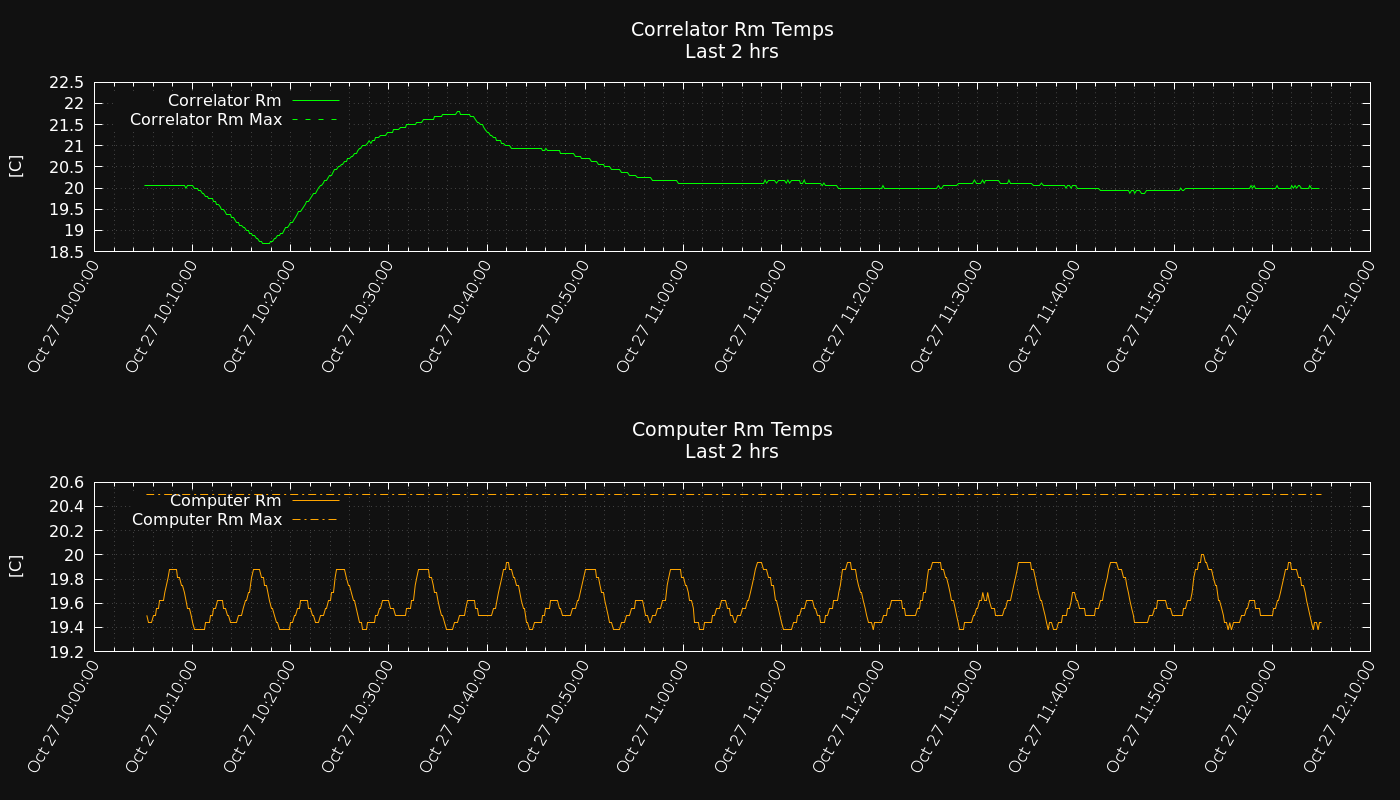 Correlator Rm Temps
Last 2 hrs
22.5
22
21.5
21
20.5
20
19.5
19
18.5
[C]
Correlator Rm
Correlator Rm Max
Oct 27 10:00:00
Oct 27 10:10:00
Oct 27 10:20:00
Oct 27 10:30:00
Oct 27 10:40:00
Oct 27 10:50:00
Oct 27 11:00:00
Oct 27 11:10:00
Oct 27 11:20:00
Oct 27 11:30:00
Oct 27 11:40:00
Oct 27 11:50:00
Oct 27 12:00:00
Oct 27 12:10:00
Computer Rm Temps
Last 2 hrs
20.6
20.4
20.2
20
19.8
19.6
19.4
19.2
[C]
Computer Rm
Computer Rm Max
Oct 27 10:00:00
Oct 27 10:10:00
Oct 27 10:20:00
Oct 27 10:30:00
Oct 27 10:40:00
Oct 27 10:50:00
Oct 27 11:00:00
Oct 27 11:10:00
Oct 27 11:20:00
Oct 27 11:30:00
Oct 27 11:40:00
Oct 27 11:50:00
Oct 27 12:00:00
Oct 27 12:10:00